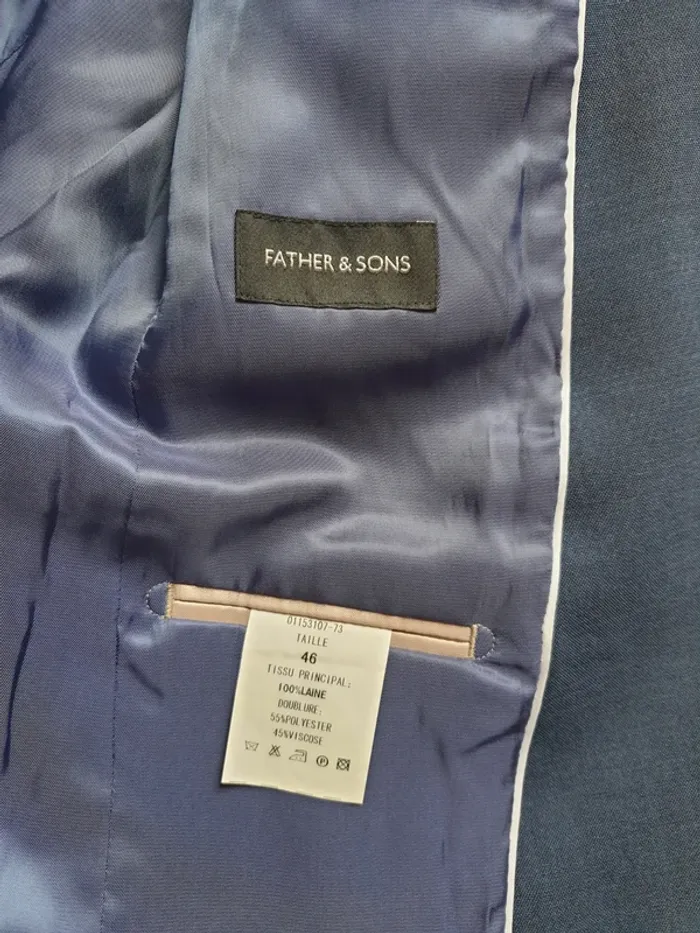 FATHER & SONS
01153107-73
TAILLE
46
TISSU PRINCIPAL:
100%LAINE
DOUBLURE:
55%POLYESTER
45%VISCOSE